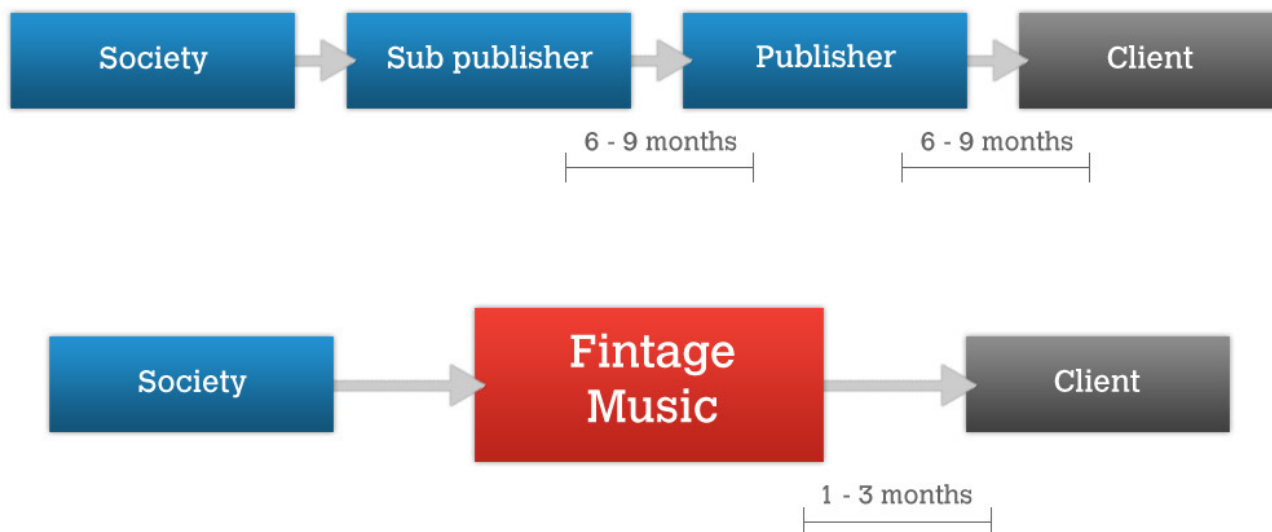 Society
Sub publisher
Publisher
Client
6 - 9 months
6 - 9 months
Society
Fintage
Music
Client
1 - 3 months